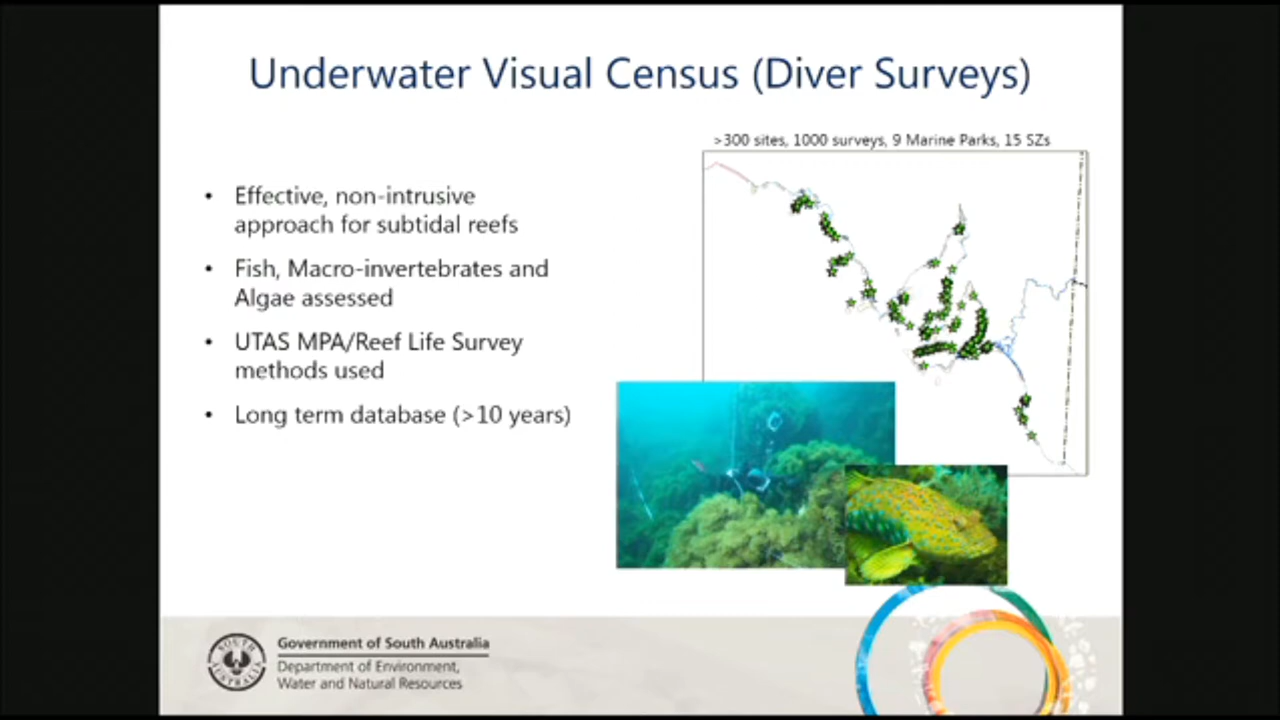 Underwater Visual Census (Diver Surveys)
>300 sites, 1000 surveys, 9 Marine Parks, 15 SZs
• Effective, non-intrusive
approach for subtidal reefs
• Fish, Macro-invertebrates and
Algae assessed
• UTAS MPA/Reef Life Survey
methods used
• Long term database (>10 years)
SOUTH
AUSTRALIA
Government of South Australia
Department of Environment,
Water and Natural Resources